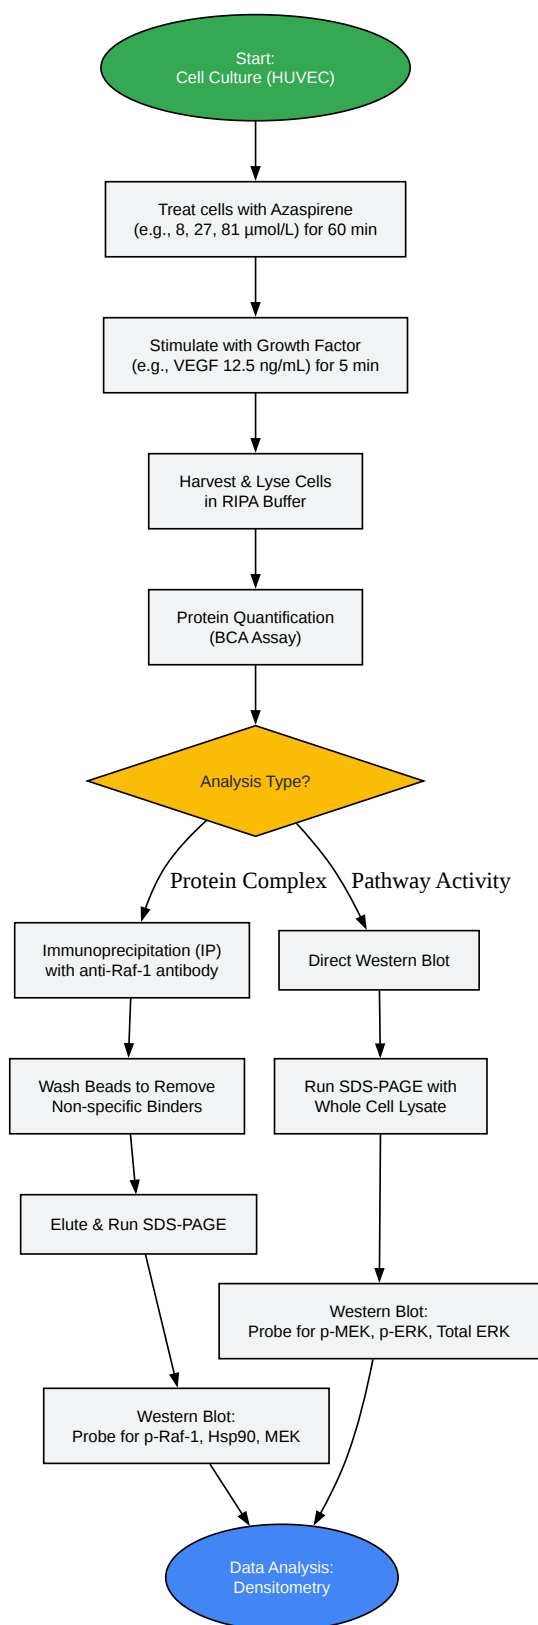 Start:
Cell Culture (HUVEC)
Treat cells with Azaspirene
(e.g., 8, 27, 81 µmol/L) for 60 min
Stimulate with Growth Factor
(e.g., VEGF 12.5 ng/mL) for 5 min
Harvest & Lyse Cells
in RIPA Buffer
Protein Quantification
(BCA Assay)
Analysis Type?
Protein Complex
Pathway Activity
Immunoprecipitation (IP)
with anti-Raf-1 antibody
Direct Western Blot
Wash Beads to Remove
Non-specific Binders
Run SDS-PAGE with
Whole Cell Lysate
Elute & Run SDS-PAGE
Western Blot:
Probe for p-MEK, p-ERK, Total ERK
Western Blot:
Probe for p-Raf-1, Hsp90, MEK
Data Analysis:
Densitometry